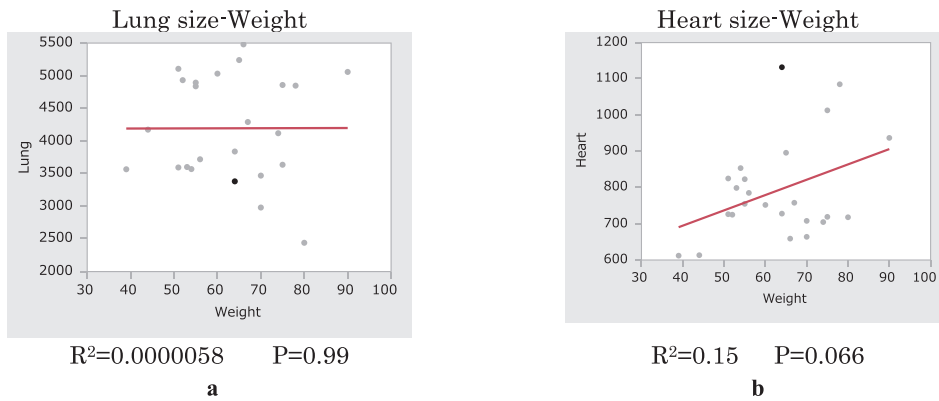 Lung size-Weight
5500
5000
4500
4000
3500
3000
2500
2000
Lung
30 40 50 60 70 80 90 100
Weight
R²=0.0000058 P=0.99
a
Heart size-Weight
1200
1100
1000
900
800
700
600
Heart
30 40 50 60 70 80 90 100
Weight
R²=0.15 P=0.066
b